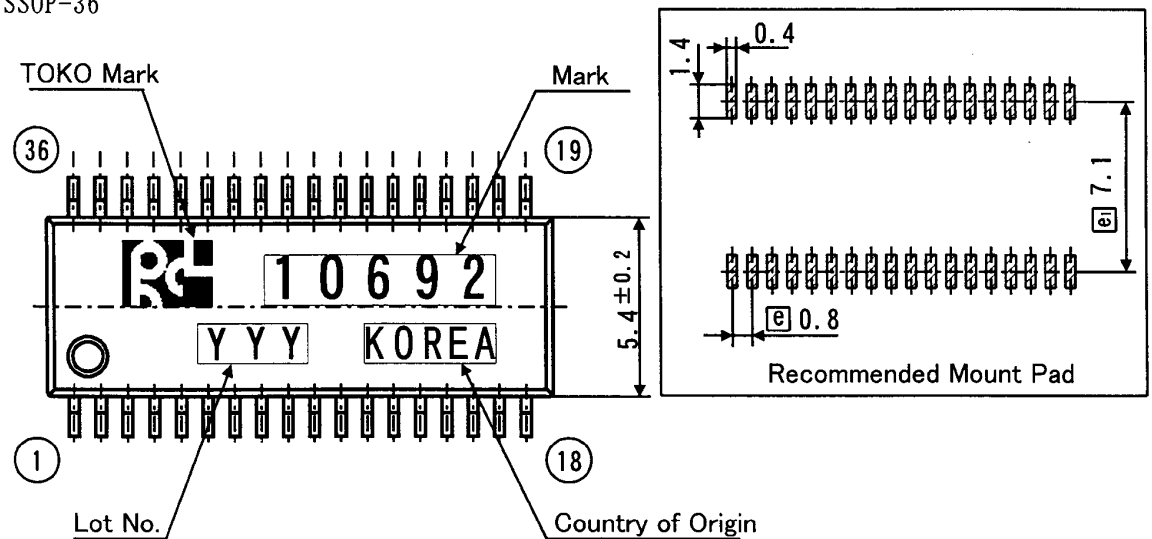 SSOP-36
TOKO Mark
Mark
36
19
10692
YYY
KOREA
5.4±0.2
1
18
Lot No.
Country of Origin
0.4
1.4
e1 7.1
e 0.8
Recommended Mount Pad